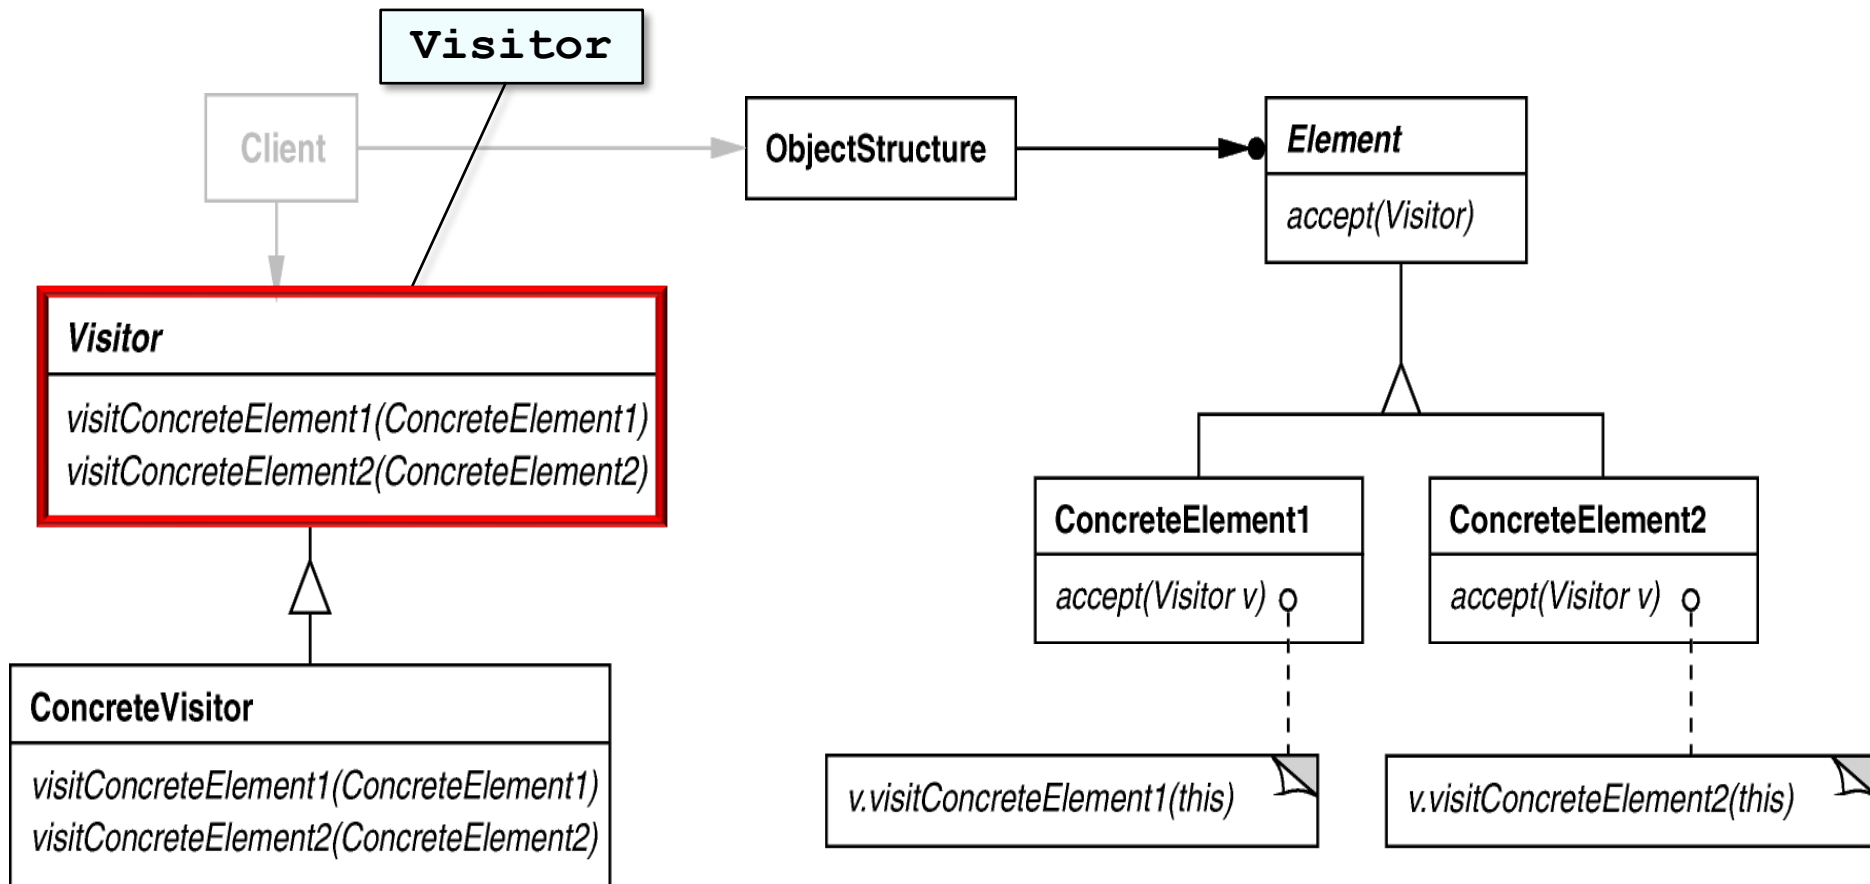 Visitor
Client
ObjectStructure
Element
accept(Visitor)
Visitor
visitConcreteElement1(ConcreteElement1)
visitConcreteElement2(ConcreteElement2)
ConcreteElement1
accept(Visitor v)
ConcreteElement2
accept(Visitor v)
ConcreteVisitor
visitConcreteElement1(ConcreteElement1)
visitConcreteElement2(ConcreteElement2)
v.visitConcreteElement1(this)
v.visitConcreteElement2(this)